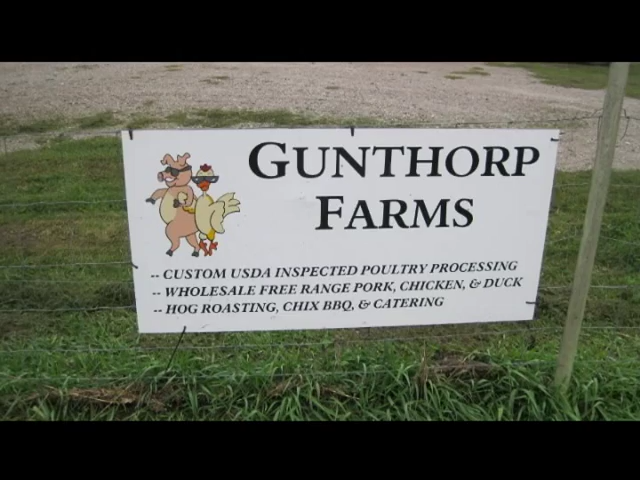 GUNTHORP
FARMS
-- CUSTOM USDA INSPECTED POULTRY PROCESSING
-- WHOLESALE FREE RANGE PORK, CHICKEN, & DUCK
-- HOG ROASTING, CHIX BBQ, & CATERING